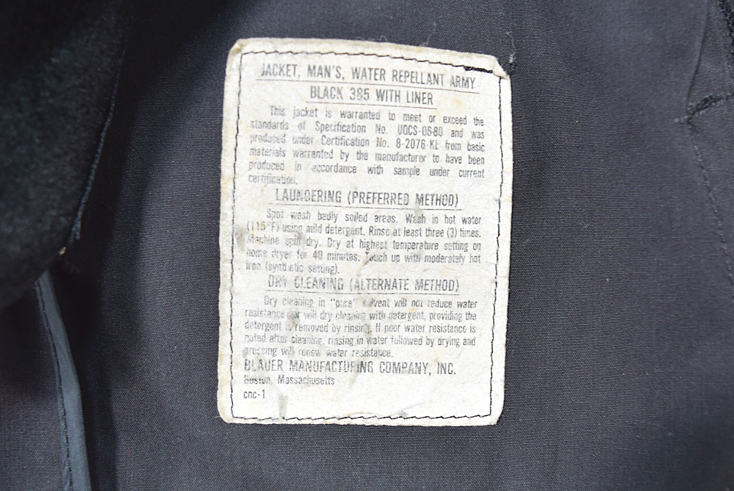 JACKET, MAN'S, WATER REPELLANT ARMY
BLACK 385 WITH LINER
This jacket is warranted to meet or exceed the
standards of Specification No. UQCS-06-80 and was
produced under Certification No. 8-2076-KE from basic
materials warranted by the manufacturer to have been
produced in accordance with sample under current
certification.
LAUNDERING (PREFERRED METHOD)
Spot wash badly soiled areas. Wash in hot water
(115°F) using mild detergent. Rinse at least three (3) times.
Machine spin dry. Dry at highest temperature setting on
home dryer for 40 minutes. Touch up with moderately hot
iron (synthetic setting).
DRY CLEANING (ALTERNATE METHOD)
Dry cleaning in "pure" solvent will not reduce water
resistance nor will dry cleaning with detergent, providing the
detergent is removed by rinsing. If poor water resistance is
noted after cleaning, rinsing in water followed by drying and
pressing will renew water resistance.
BLAUER MANUFACTURING COMPANY, INC.
Boston, Massachusetts
cnc-1